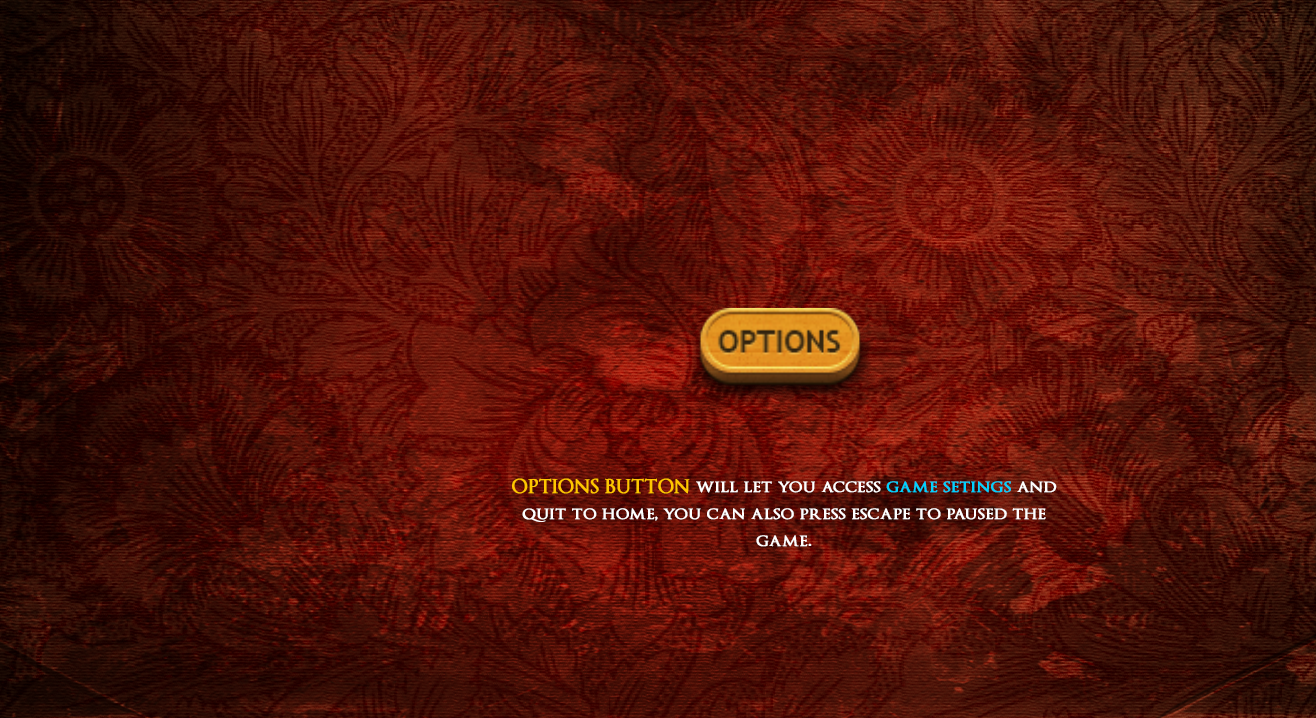 OPTIONS
OPTIONS BUTTON WILL LET YOU ACCESS GAME SETINGS AND
QUIT TO HOME, YOU CAN ALSO PRESS ESCAPE TO PAUSED THE
GAME.